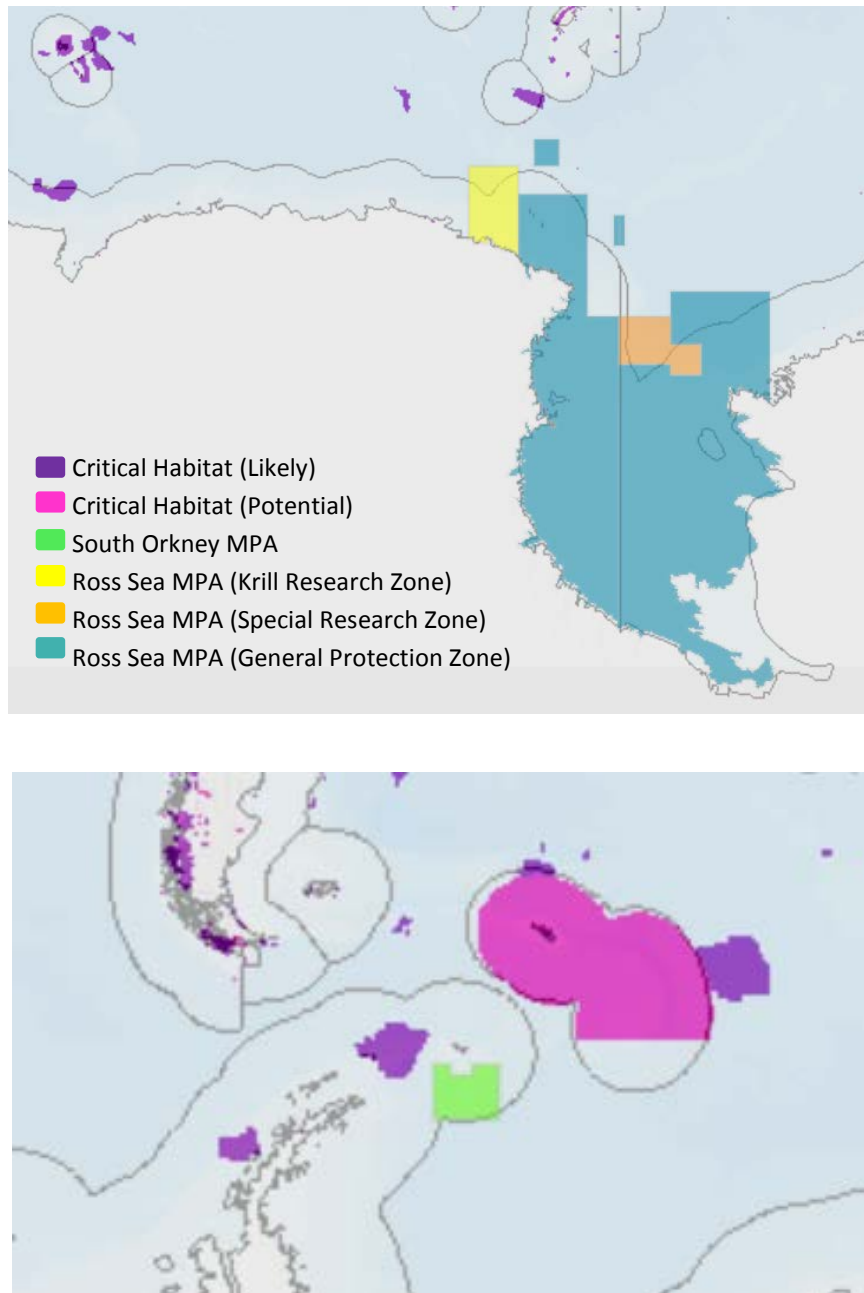 Critical Habitat (Likely)
Critical Habitat (Potential)
South Orkney MPA
Ross Sea MPA (Krill Research Zone)
Ross Sea MPA (Special Research Zone)
Ross Sea MPA (General Protection Zone)